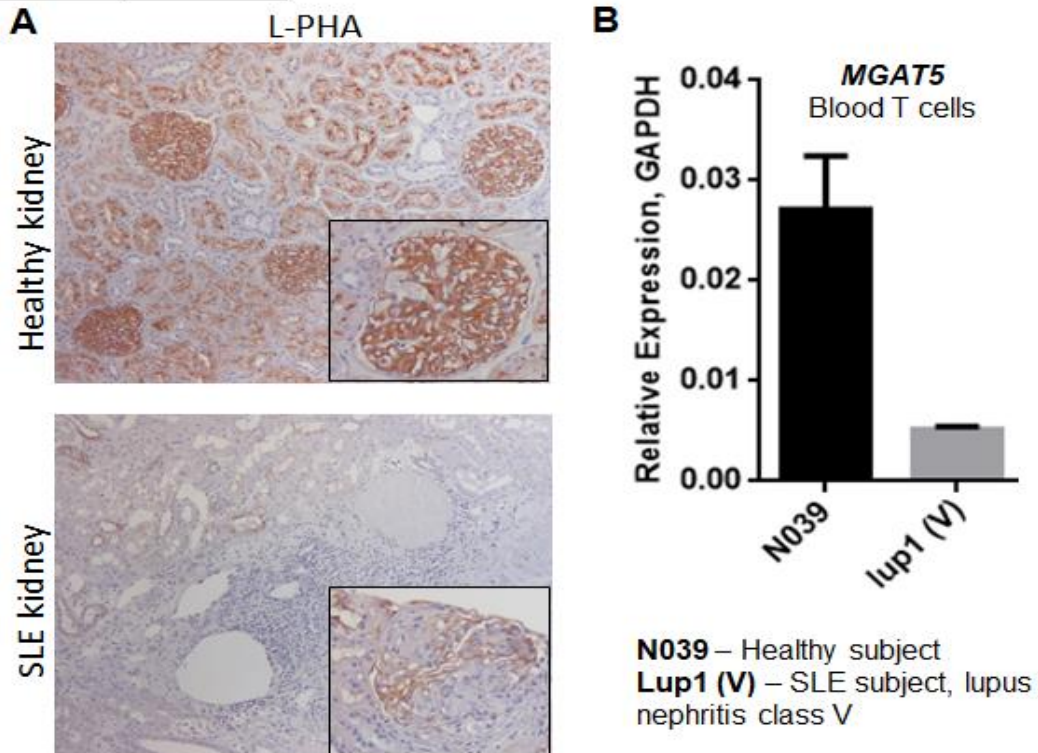 A
L-PHA
Healthy kidney
SLE kidney
B
MGAT5
Blood T cells
Relative Expression, GAPDH
0.04
0.03
0.02
0.01
0.00
N039
lup1 (V)
N039 – Healthy subject
Lup1 (V) – SLE subject, lupus
nephritis class V